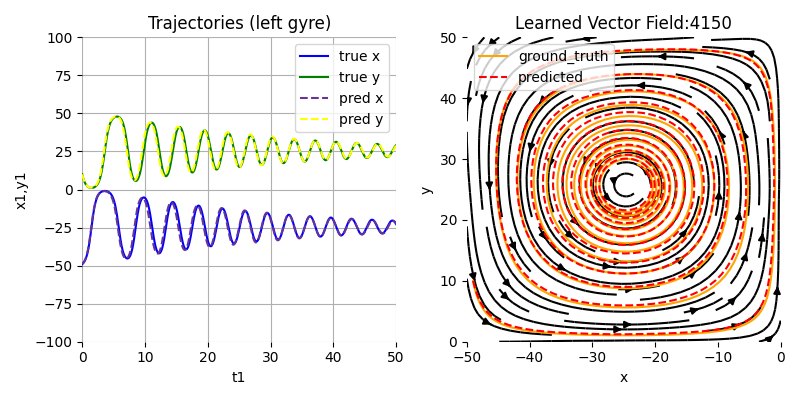 Trajectories (left gyre)
100
75
50
25
0
−25
−50
−75
−100
x1,y1
0 10 20 30 40 50
t1
true x
true y
pred x
pred y
Learned Vector Field:4150
50
40
30
20
10
0
y
−50 −40 −30 −20 −10 0
x
ground_truth
predicted